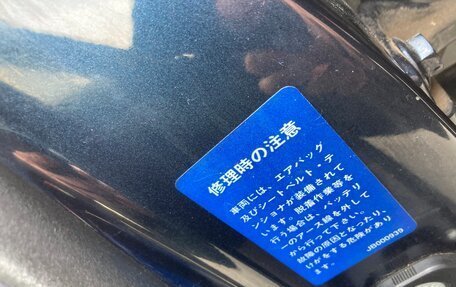 修理時の注意
車両には、エアバッグ
及びシートベルト・テ
ンショナが装備されて
います。脱着作業等を
行う場合は、バッテリ
ーのアース線を外して
から行って下さい。
故障の原因となったり、
けがをする危険があり
JB000939